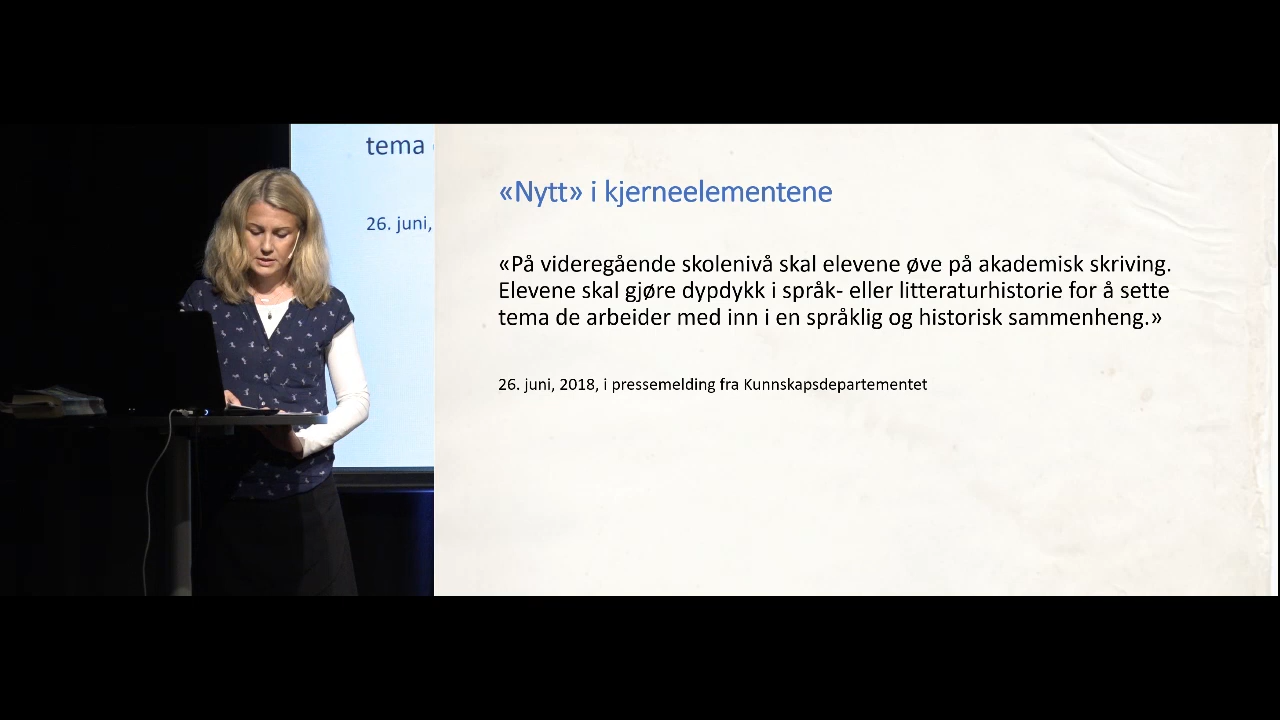 tema
26. juni,
«Nytt» i kjerneelementene
«På videregående skolenivå skal elevene øve på akademisk skriving.
Elevene skal gjøre dypdykk i språk- eller litteraturhistorie for å sette
tema de arbeider med inn i en språklig og historisk sammenheng.»
26. juni, 2018, i pressemelding fra Kunnskapsdepartementet